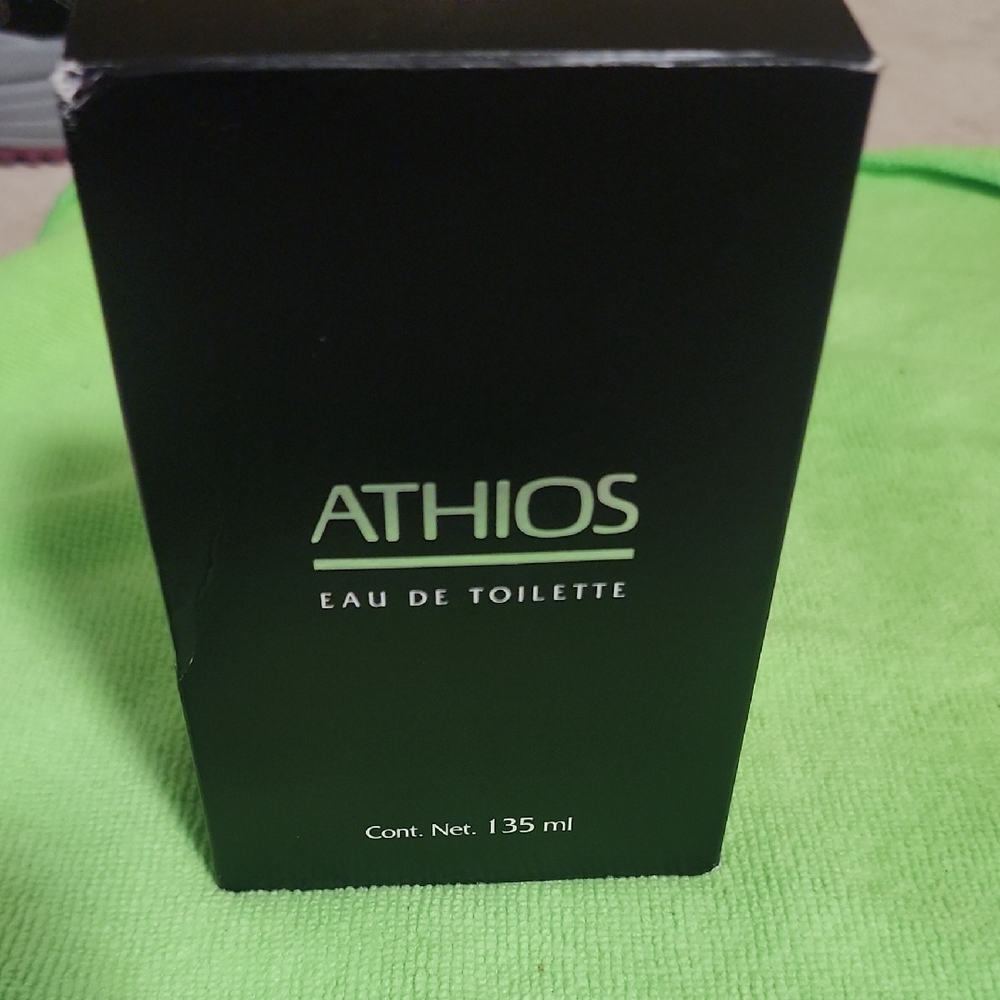 ATHIOS
EAU DE TOILETTE
Cont. Net. 135 ml